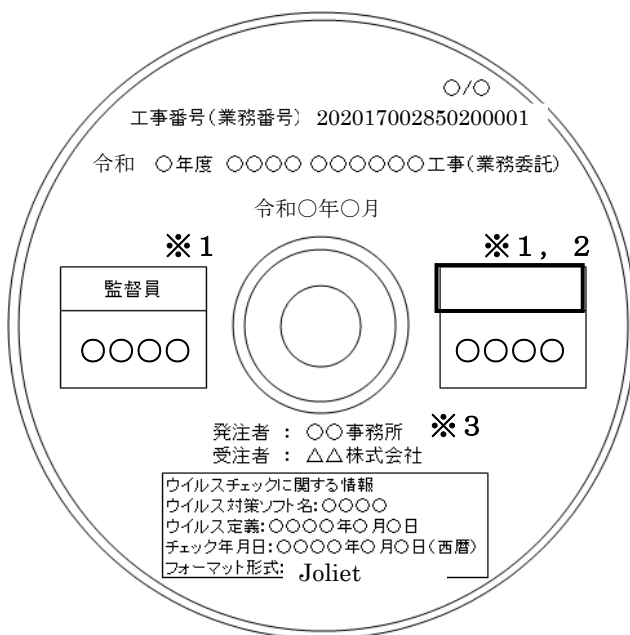 ○/○
工事番号(業務番号) 202017002850200001
令和 ○年度 ○○○○ ○○○○○○工事(業務委託)
令和○年○月
※1
※1, 2
監督員
○○○○
○○○○
発注者 : ○○事務所 ※3
受注者 : △△株式会社
ウイルスチェックに関する情報
ウイルス対策ソフト名:○○○○
ウイルス定義:○○○○年○月○日
チェック年月日:○○○○年○月○日(西暦)
フォーマット形式: Joliet